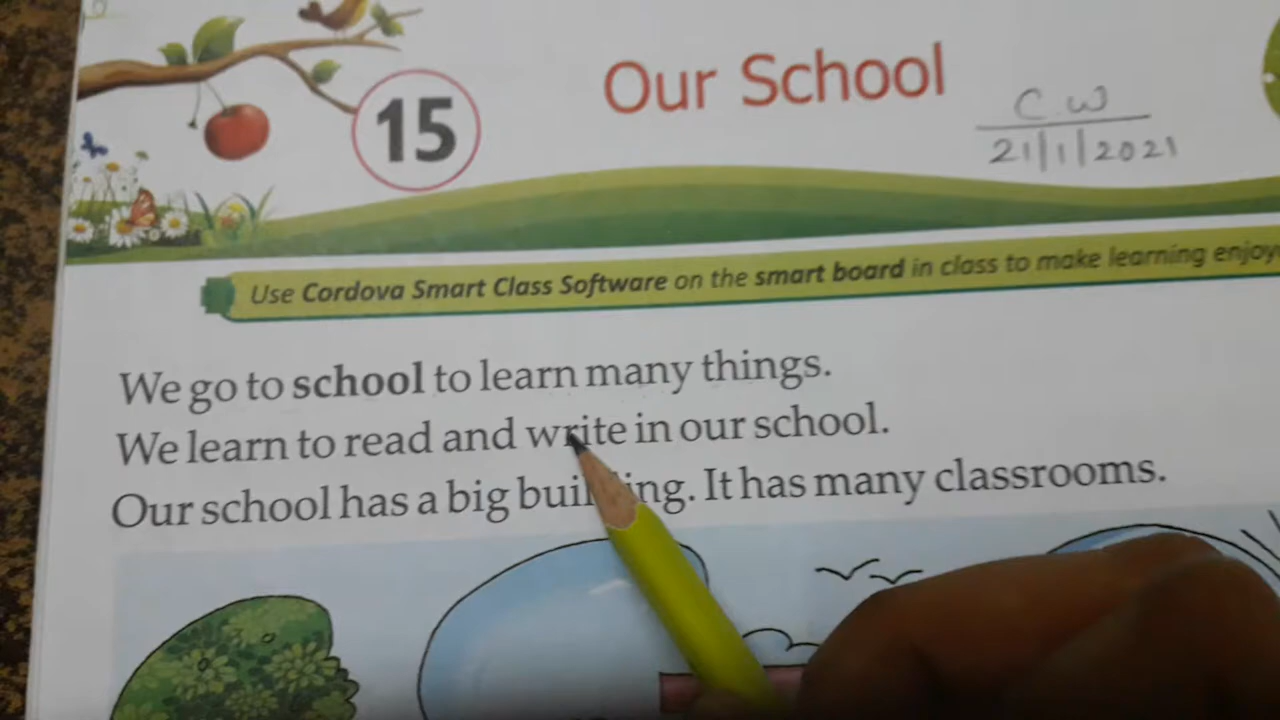 15
Our School
C.W
21/1/2021
Use Cordova Smart Class Software on the smart board in class to make learning
We go to school to learn many things.
We learn to read and write in our school.
Our school has a big building. It has many classrooms.